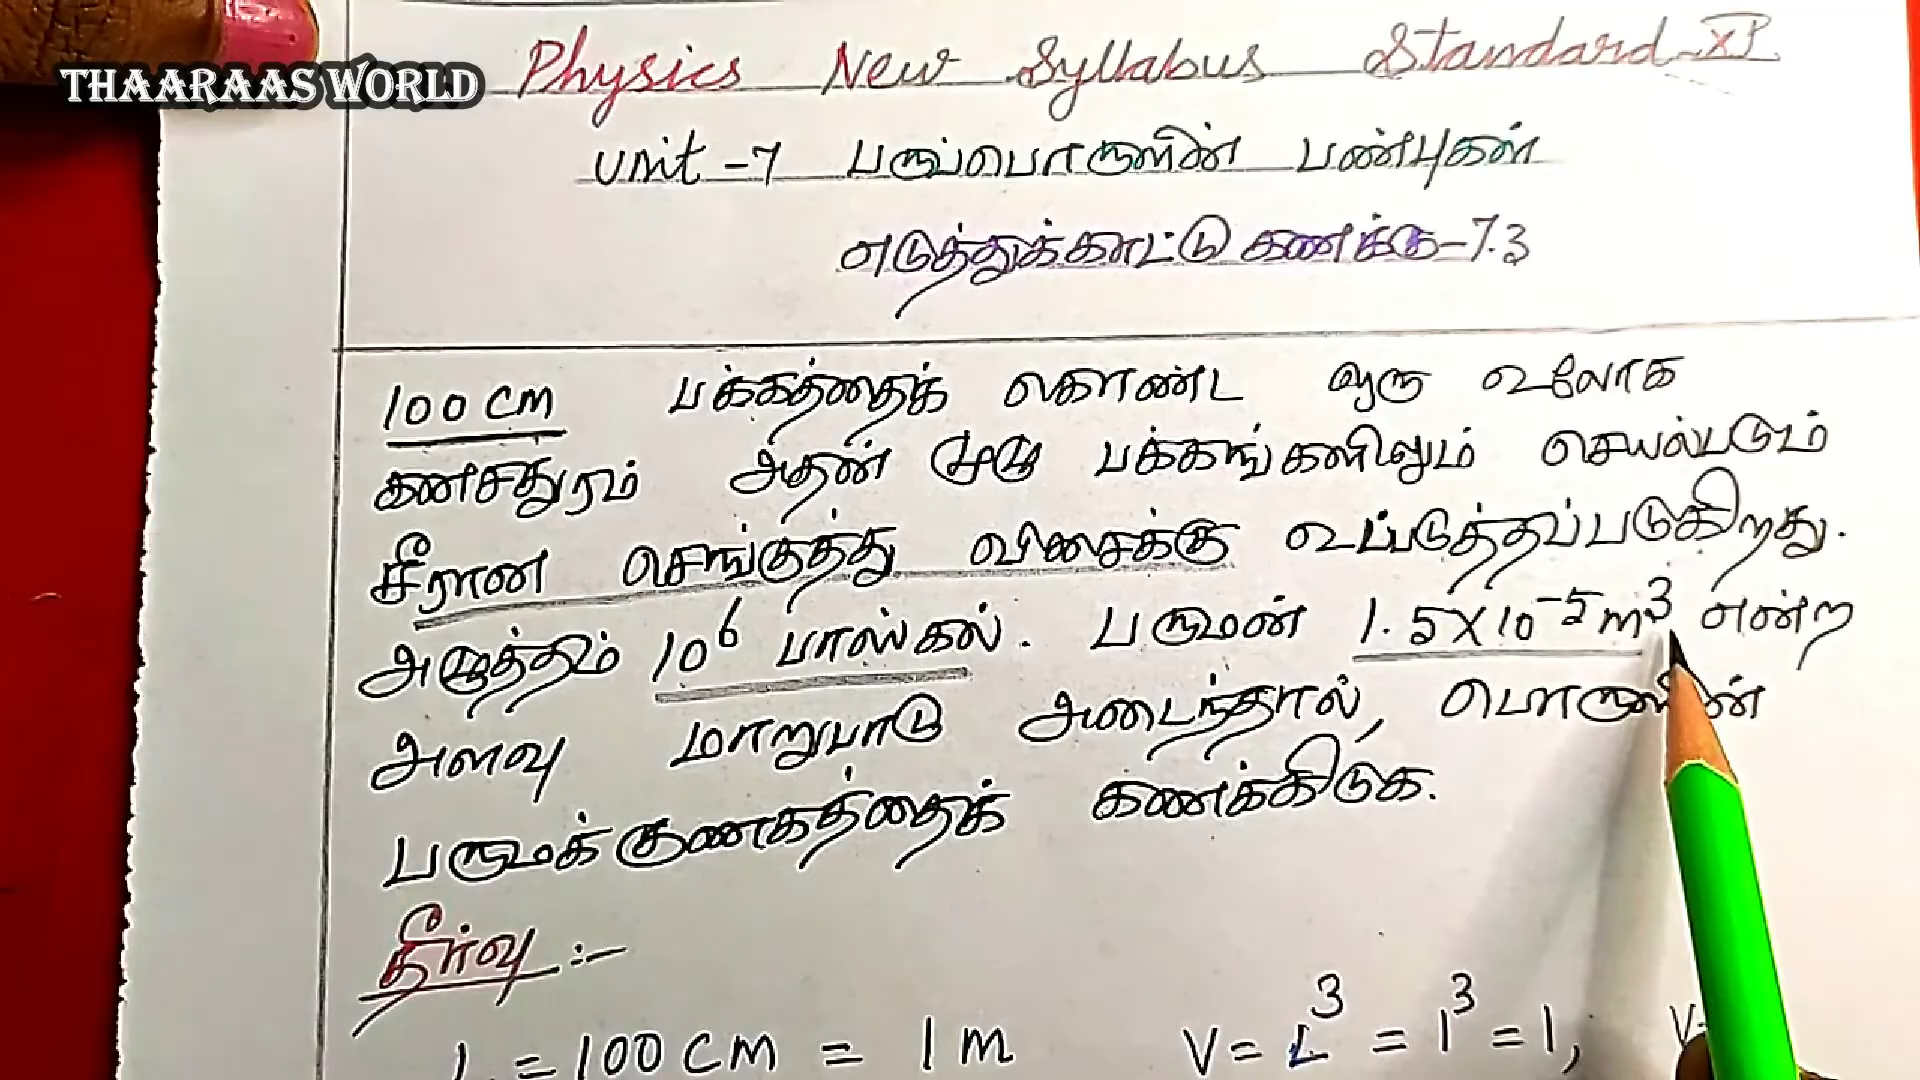 THAARAAS WORLD
Physics New Syllabus Standard-XI
Unit-7 பருப்பொருளின் பண்புகள்
எடுத்துக்காட்டு கணக்கு-7.3
100 cm பக்கத்தைக் கொண்ட ஒரு உலோக
கனசதுரம் அதன் முழு பக்கங்களிலும் செயல்படும்
சீரான செங்குத்து விசைக்கு உட்படுத்தப்படுகிறது.
அழுத்தம் 10⁶ பாஸ்கல். பருமன் 1.5X10⁻⁵m³ என்ற
அளவு மாறுபாடு அடைந்தால், பொருளின்
பருமக்குணகத்தைக் கணக்கிடுக.
தீர்வு :-
L = 100 cm = 1 m V = L³ = 1³ = 1,